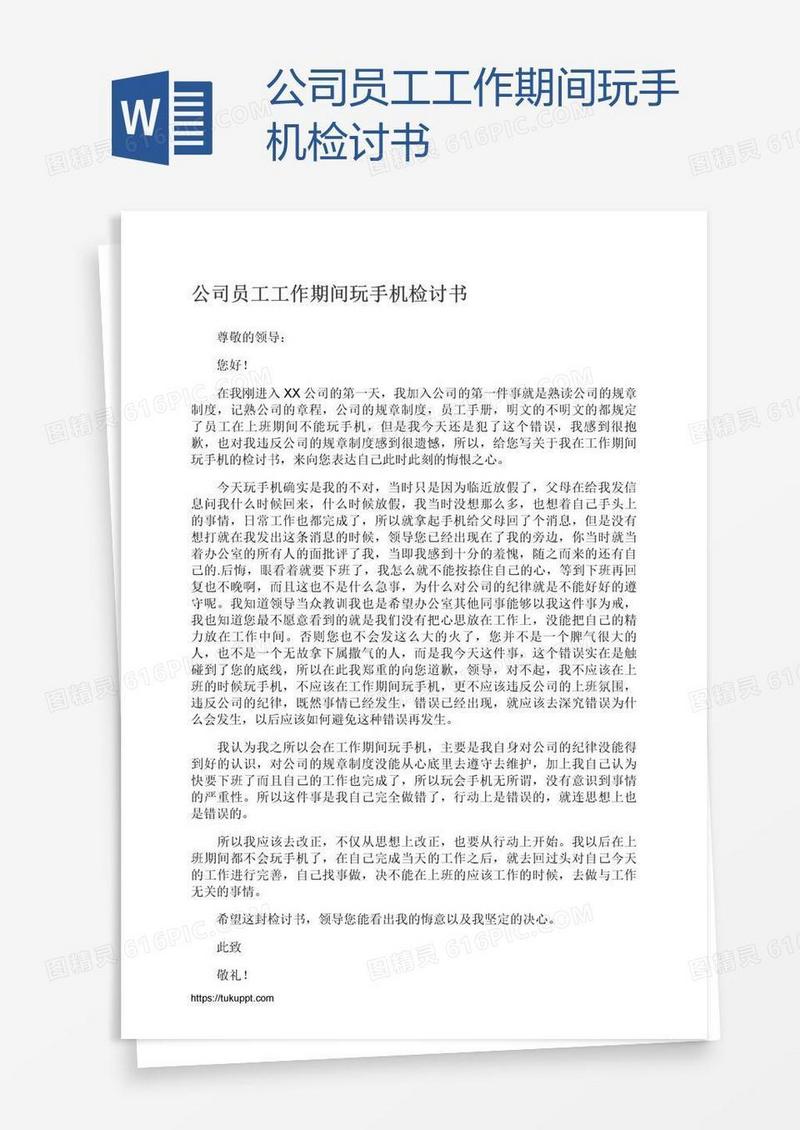 W
公司员工工作期间玩手
机检讨书
公司员工工作期间玩手机检讨书
尊敬的领导：
您好！
在我刚进入 XX 公司的第一天，我加入公司的第一件事就是熟读公司的规章
制度，记熟公司的章程，公司的规章制度，员工手册，明文的不明文的都规定
了员工在上班期间不能玩手机，但是我今天还是犯了这个错误，我感到很抱
歉，也对我违反公司的规章制度感到很遗憾，所以，给您写关于我在工作期间
玩手机的检讨书，来向您表达自己此时此刻的悔恨之心。
今天玩手机确实是我的不对，当时只是因为临近放假了，父母在给我发信
息问我什么时候回来，什么时候放假，我当时没想那么多，也想着自己手头上
的事情，日常工作也都完成了，所以就拿起手机给父母回了个消息，但是没有
想打就在我发出这条消息的时候，领导您已经出现在了我的旁边，你当时就当
着办公室的所有人的面批评了我，当即我感到十分的羞愧，随之而来的还有自
己的.后悔，眼看着就要下班了，我怎么就不能按捺住自己的心，等到下班再回
复也不晚啊，而且这也不是什么急事，为什么对公司的纪律就是不能好好的遵
守呢。我知道领导当众教训我也是希望办公室其他同事能够以我这件事为戒，
我也知道您最不愿意看到的就是我们没有把心思放在工作上，没能把自己的精
力放在工作中间。否则您也不会发这么大的火了，您并不是一个脾气很大的
人，也不是一个无故拿下属撒气的人，而是我今天这件事，这个错误实在是触
碰到了您的底线，所以在此我郑重的向您道歉，领导，对不起，我不应该在上
班的时候玩手机，不应该在工作期间玩手机，更不应该违反公司的上班氛围，
违反公司的纪律，既然事情已经发生，错误已经出现，就应该去深究错误为什
么会发生，以后应该如何避免这种错误再发生。
我认为我之所以会在工作期间玩手机，主要是我自身对公司的纪律没能得
到好的认识，对公司的规章制度没能从心底里去遵守去维护，加上我自己认为
快要下班了而且自己的工作也完成了，所以玩会手机无所谓，没有意识到事情
的严重性。所以这件事是我自己完全做错了，行动上是错误的，就连思想上也
是错误的。
所以我应该去改正，不仅从思想上改正，也要从行动上开始。我以后在上
班期间都不会玩手机了，在自己完成当天的工作之后，就去回过头对自己今天
的工作进行完善，自己找事做，决不能在上班的应该工作的时候，去做与工作
无关的事情。
希望这封检讨书，领导您能看出我的悔意以及我坚定的决心。
此致
敬礼！
https://tukuppt.com
图精灵 616PIC.COM